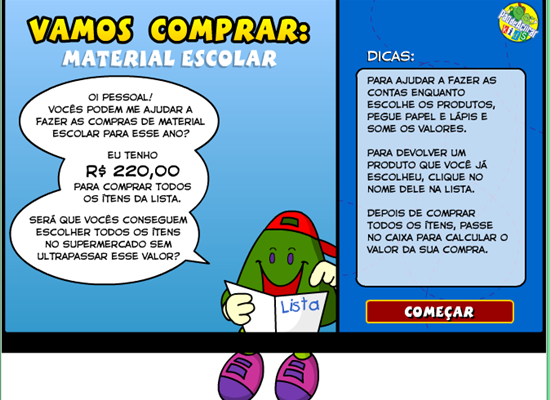 VAMOS COMPRAR:
MATERIAL ESCOLAR
OI PESSOAL!
VOCÊS PODEM ME AJUDAR A
FAZER AS COMPRAS DE MATERIAL
ESCOLAR PARA ESSE ANO?
EU TENHO
R$ 220,00
PARA COMPRAR TODOS
OS ÍTENS DA LISTA.
SERÁ QUE VOCÊS CONSEGUEM
ESCOLHER TODOS OS ÍTENS
NO SUPERMERCADO SEM
ULTRAPASSAR ESSE VALOR?
Lista
DICAS:
PARA AJUDAR A FAZER AS
CONTAS ENQUANTO
ESCOLHE OS PRODUTOS,
PEGUE PAPEL E LÁPIS E
SOME OS VALORES.
PARA DEVOLVER UM
PRODUTO QUE VOCÊ JÁ
ESCOLHEU, CLIQUE NO
NOME DELE NA LISTA.
DEPOIS DE COMPRAR
TODOS OS ÍTENS, PASSE
NO CAIXA PARA CALCULAR O
VALOR DA SUA COMPRA.
COMEÇAR